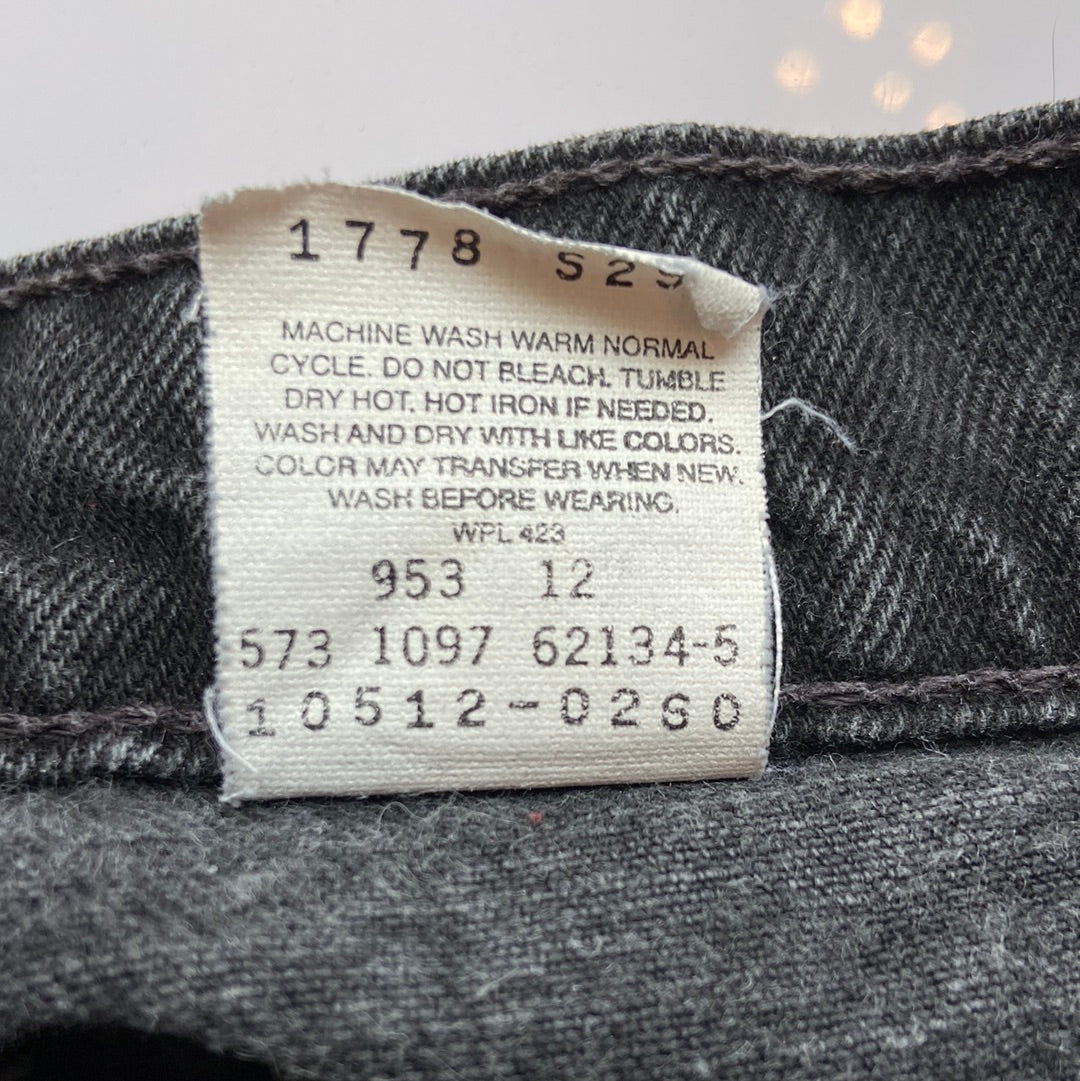 1778 S29
MACHINE WASH WARM NORMAL
CYCLE. DO NOT BLEACH. TUMBLE
DRY HOT. HOT IRON IF NEEDED.
WASH AND DRY WITH LIKE COLORS.
COLOR MAY TRANSFER WHEN NEW.
WASH BEFORE WEARING.
WPL 423
953 12
573 1097 62134-5
10512-0260